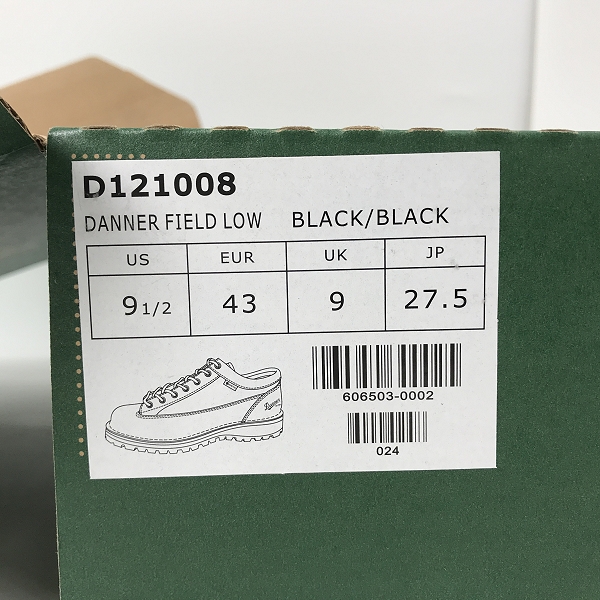 D121008
DANNER FIELD LOW BLACK/BLACK
US EUR UK JP
9 1/2 43 9 27.5
Danner
606503-0002
024